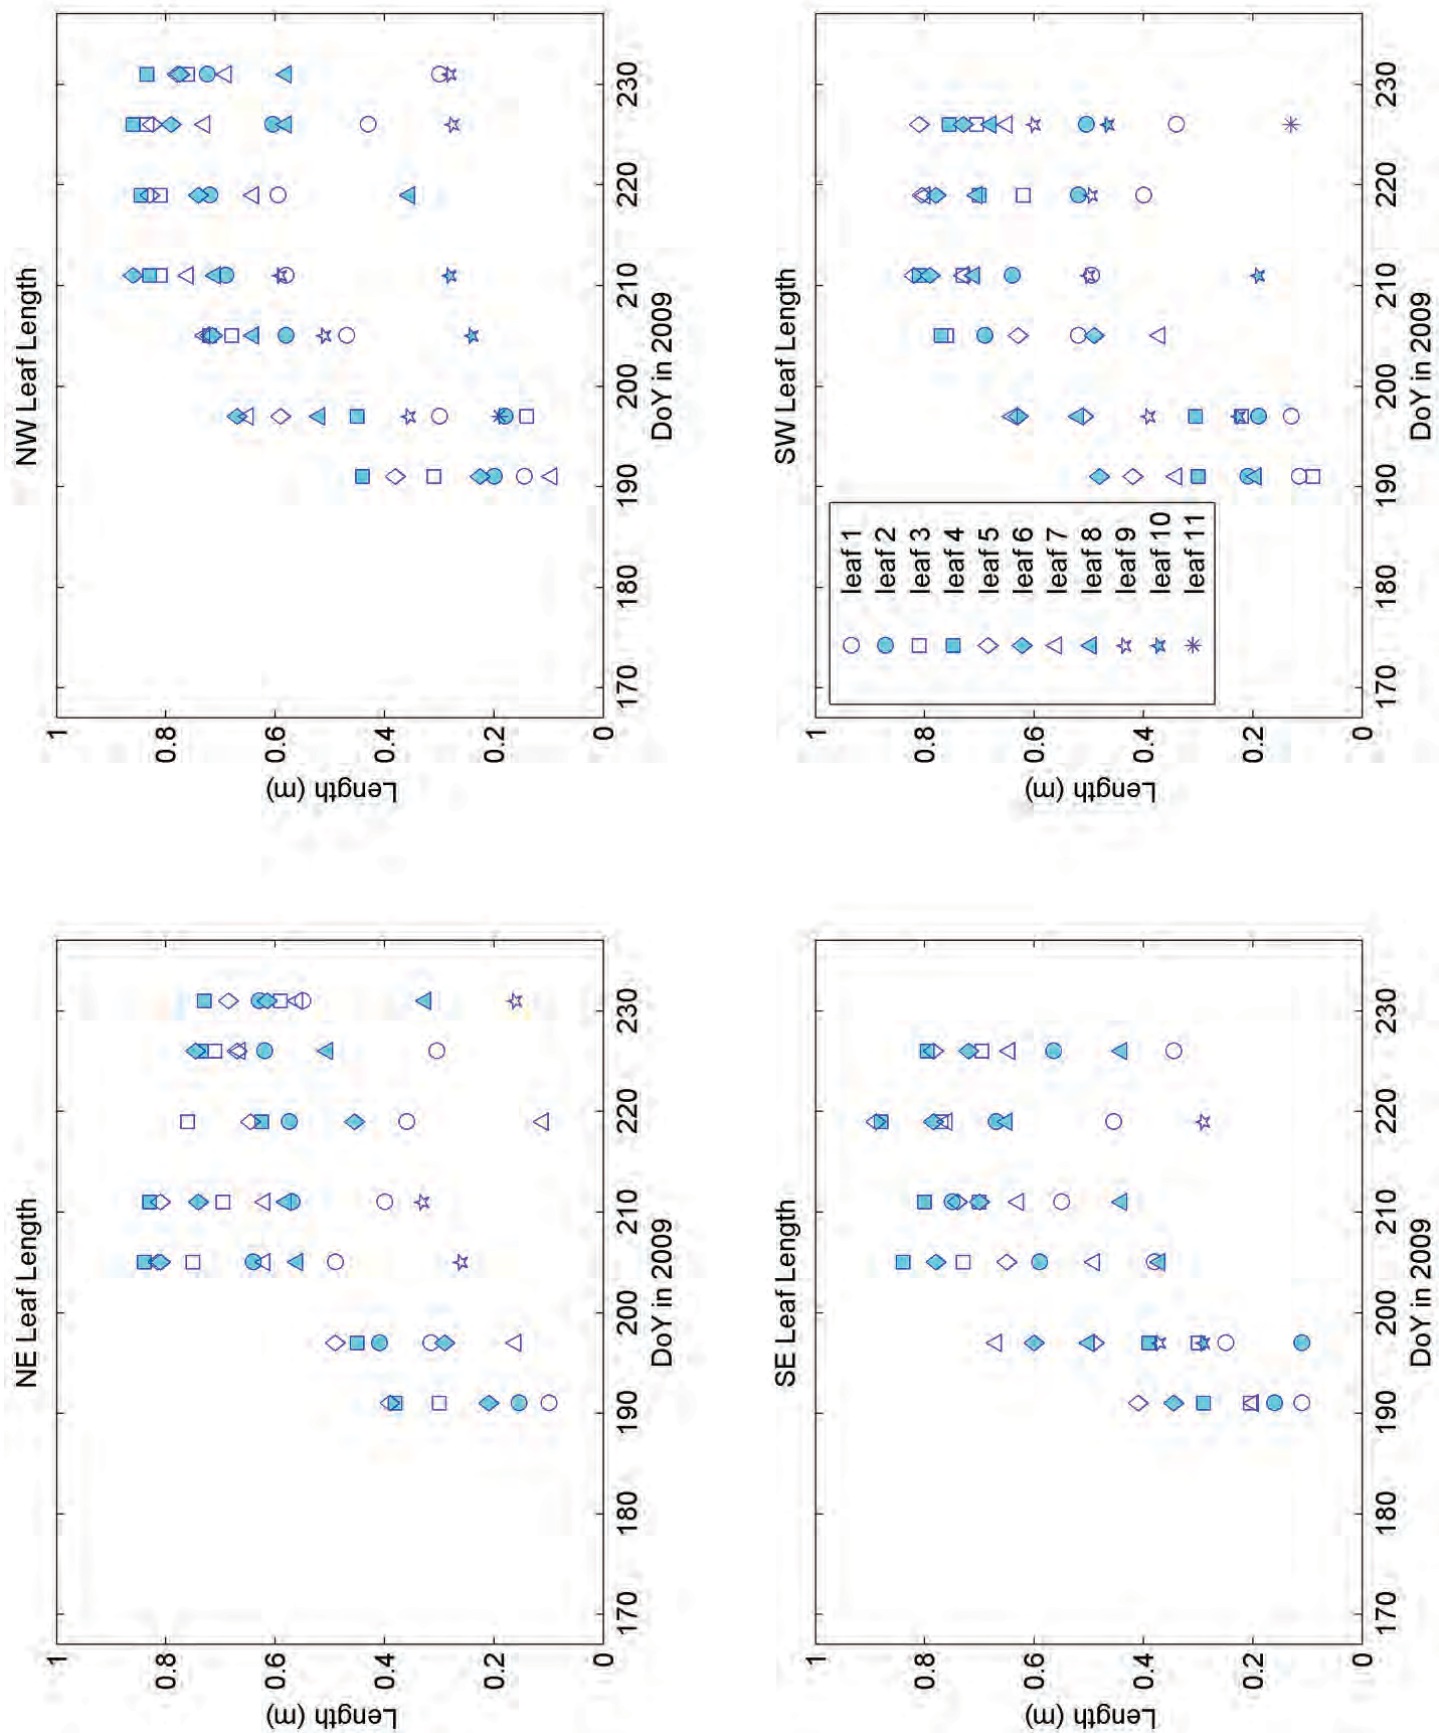 NE Leaf Length
1
0.8
0.6
0.4
0.2
0
Length (m)
170
180
190
200
210
220
230
DoY in 2009
NW Leaf Length
1
0.8
0.6
0.4
0.2
0
Length (m)
170
180
190
200
210
220
230
DoY in 2009
SE Leaf Length
1
0.8
0.6
0.4
0.2
0
Length (m)
170
180
190
200
210
220
230
DoY in 2009
SW Leaf Length
1
0.8
0.6
0.4
0.2
0
Length (m)
leaf 1
leaf 2
leaf 3
leaf 4
leaf 5
leaf 6
leaf 7
leaf 8
leaf 9
leaf 10
leaf 11
170
180
190
200
210
220
230
DoY in 2009